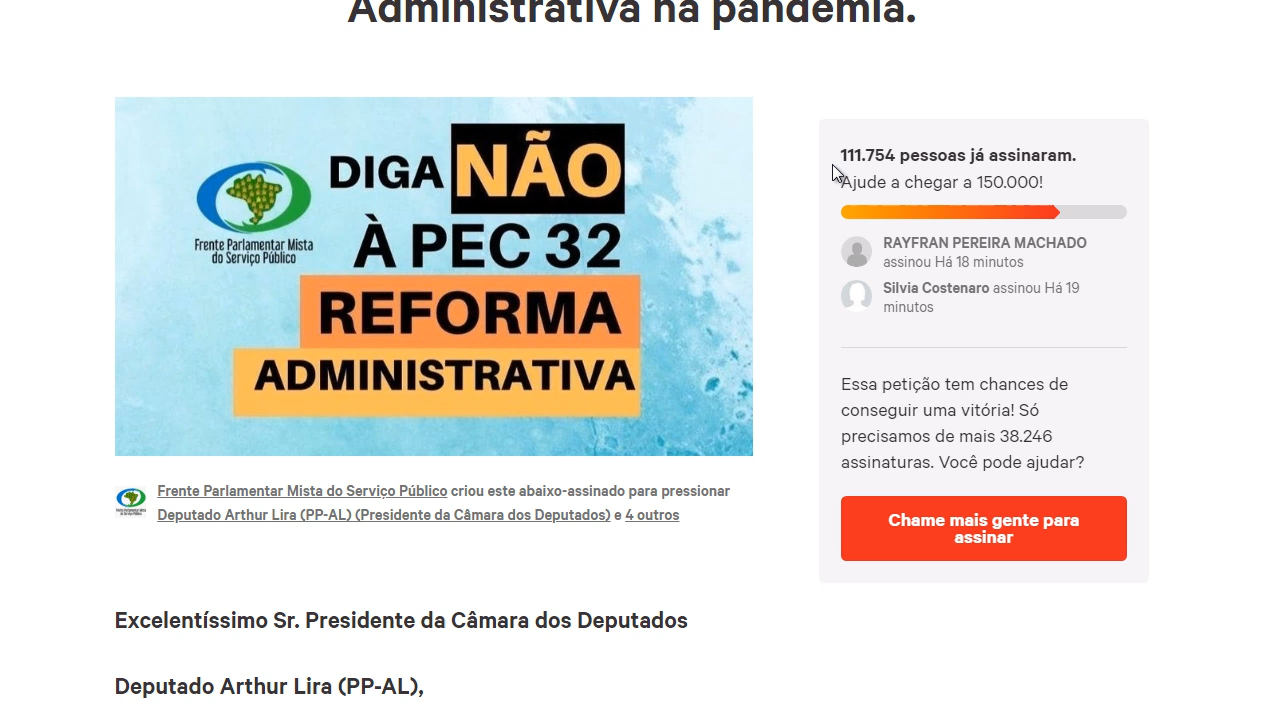 Administrativa na pandemia.
DIGA NÃO
À PEC 32
REFORMA
ADMINISTRATIVA
Frente Parlamentar Mista
do Serviço Público
111.754 pessoas já assinaram.
Ajude a chegar a 150.000!
RAYFRAN PEREIRA MACHADO
assinou Há 18 minutos
Silvia Costenaro assinou Há 19
minutos
Essa petição tem chances de
conseguir uma vitória! Só
precisamos de mais 38.246
assinaturas. Você pode ajudar?
Chame mais gente para
assinar
Frente Parlamentar Mista do Serviço Público criou este abaixo-assinado para pressionar
Deputado Arthur Lira (PP-AL) (Presidente da Câmara dos Deputados) e 4 outros
Excelentíssimo Sr. Presidente da Câmara dos Deputados
Deputado Arthur Lira (PP-AL),